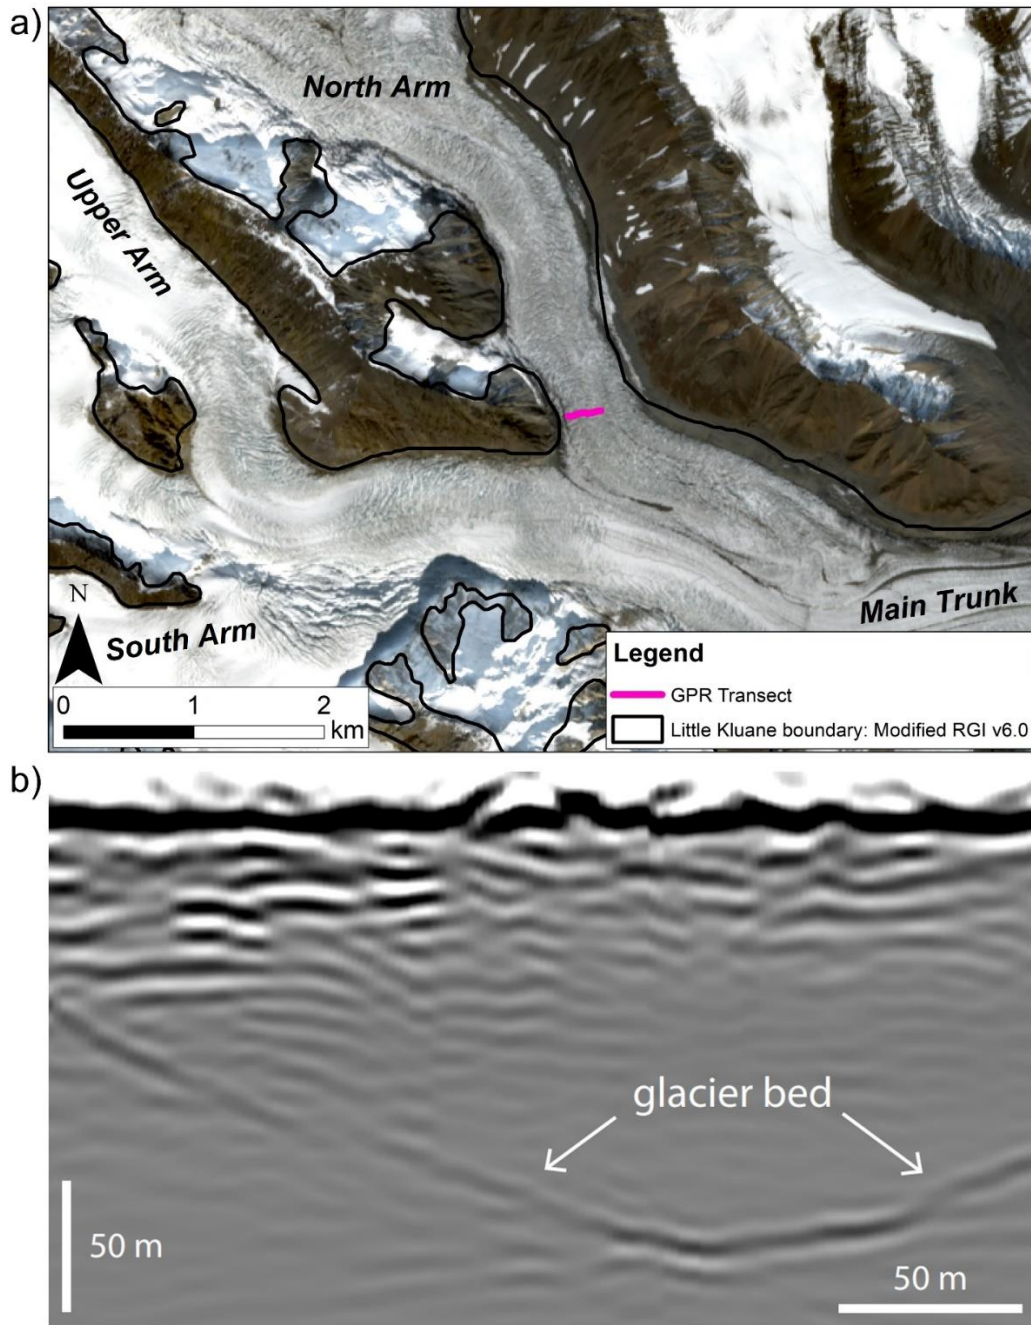 a)
North Arm
Upper Arm
N
South Arm
Main Trunk
0 1 2
km
Legend
GPR Transect
Little Kluane boundary: Modified RGI v6.0
b)
glacier bed
50 m
50 m